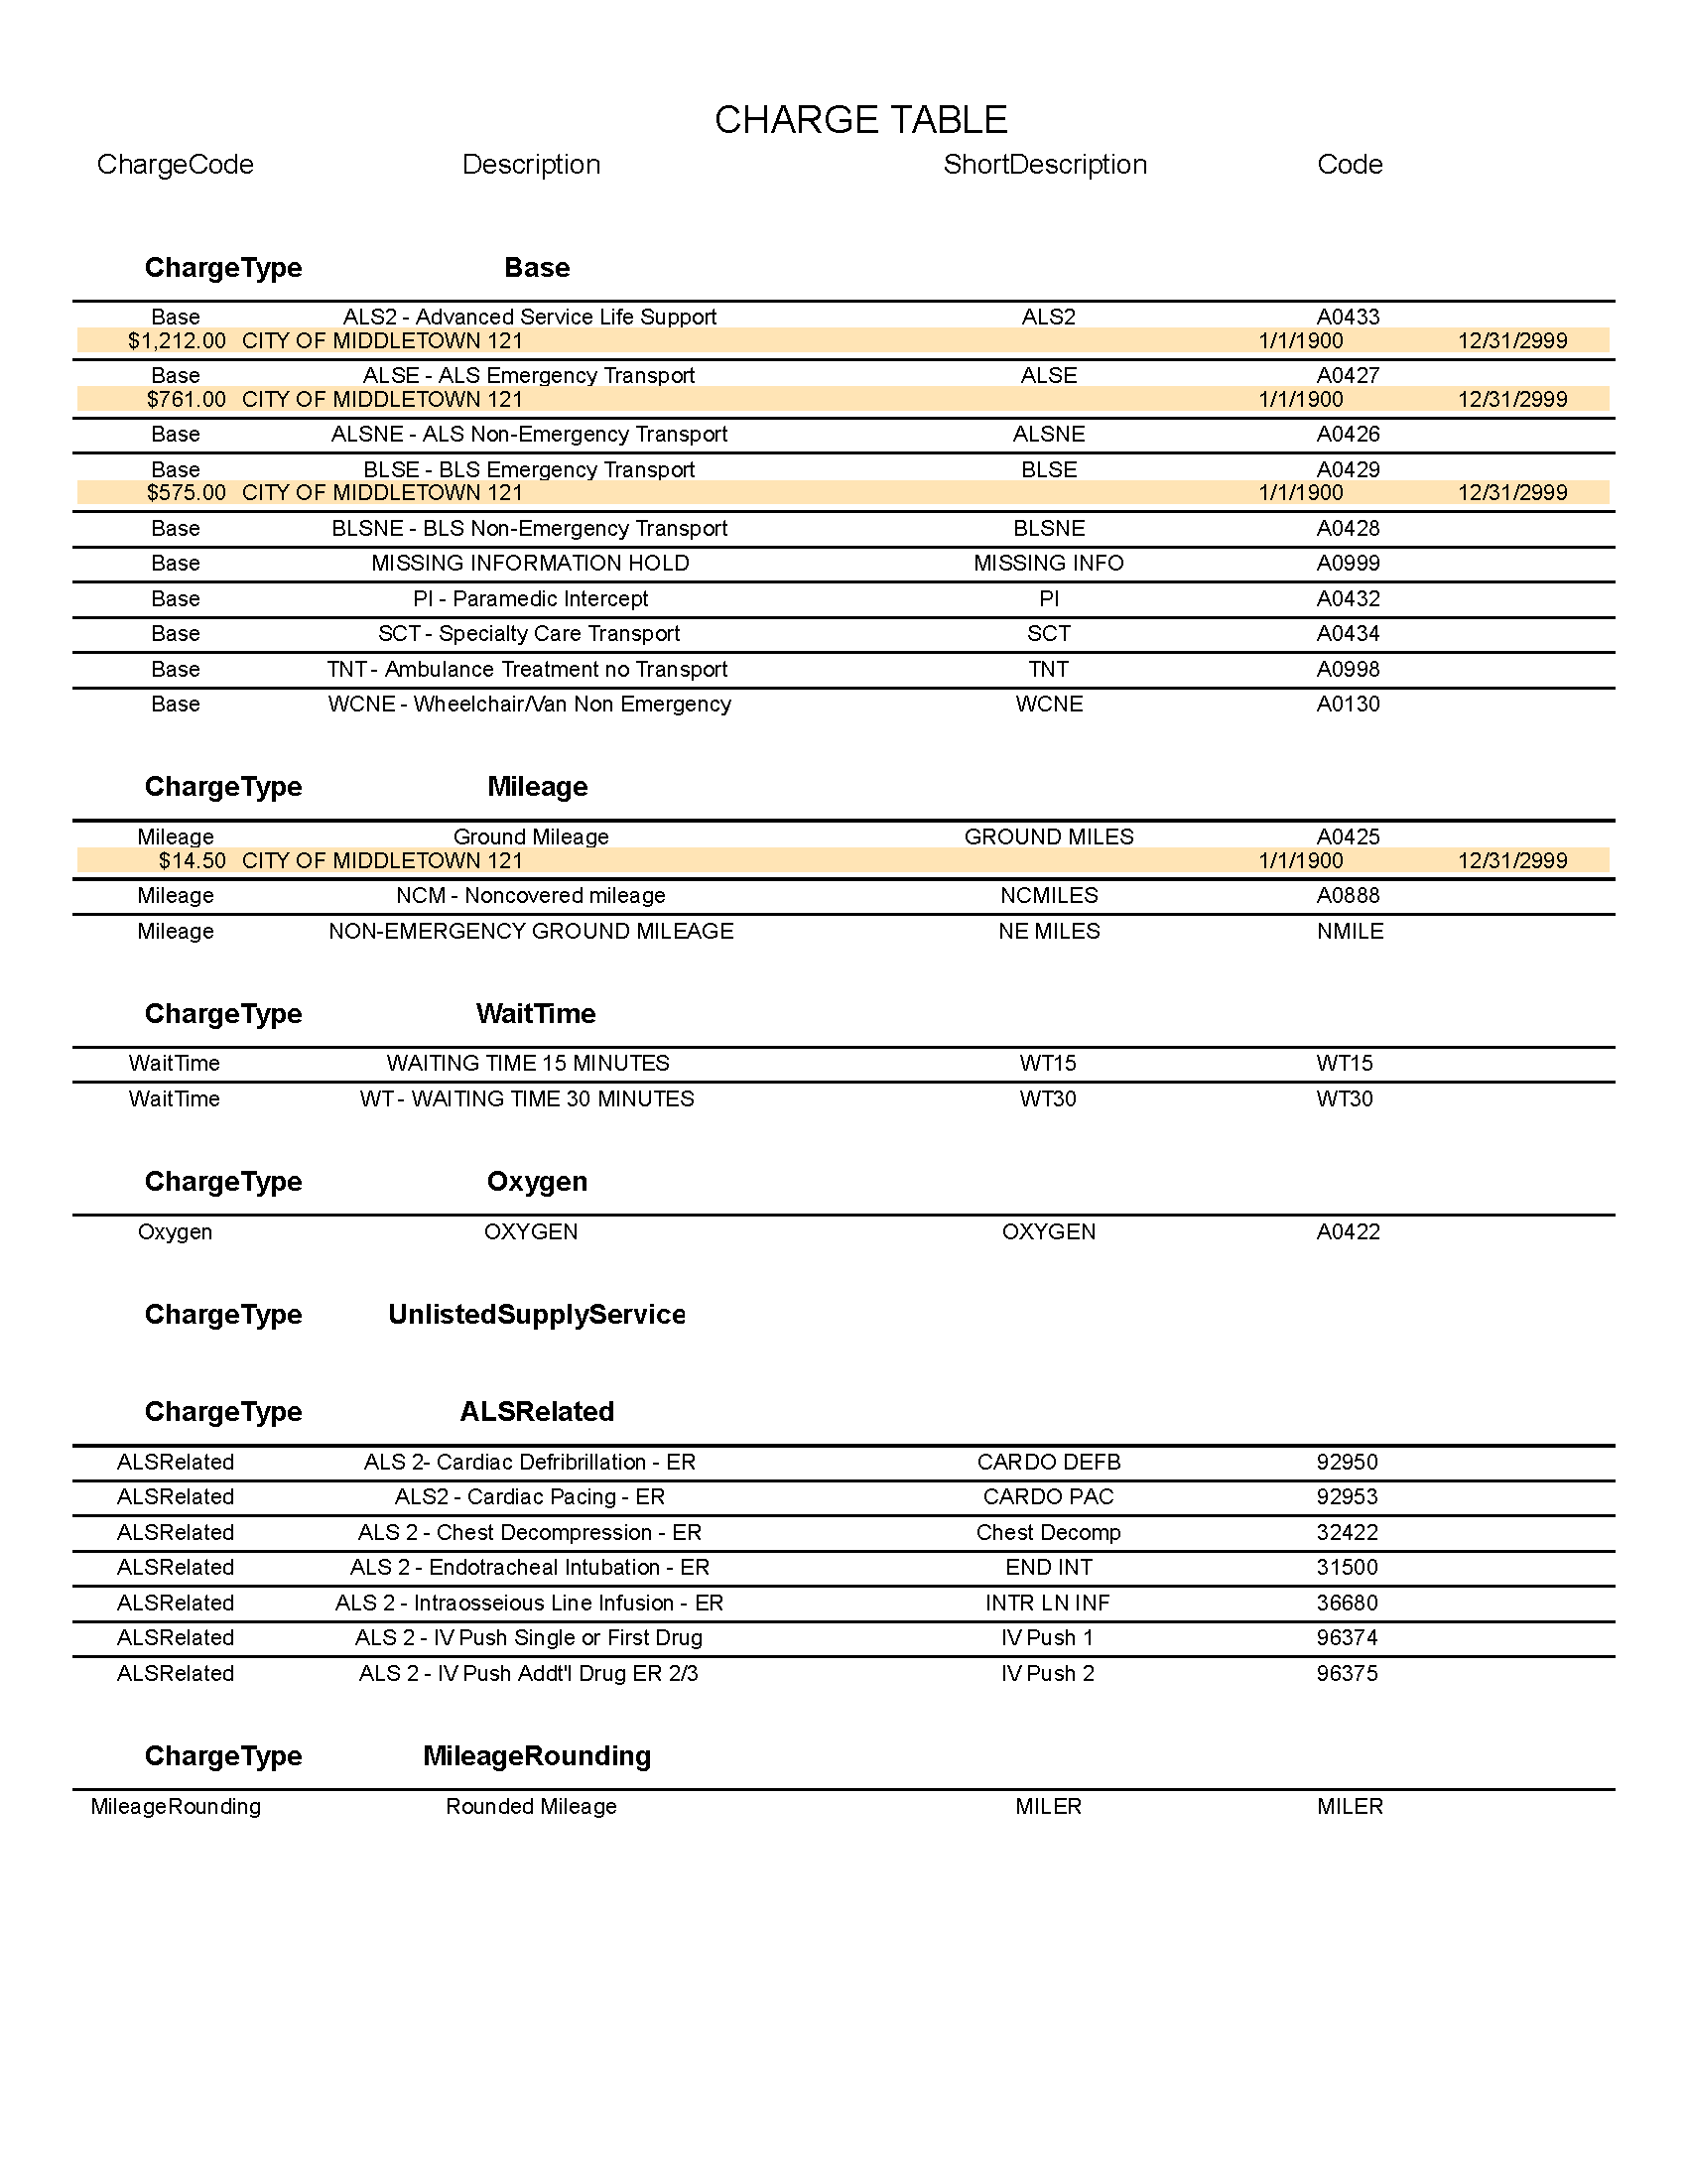 CHARGE TABLE
ChargeCode Description ShortDescription Code
ChargeType Base
Base ALS2 - Advanced Service Life Support ALS2 A0433
$1,212.00 CITY OF MIDDLETOWN 121 1/1/1900 12/31/2999
Base ALSE - ALS Emergency Transport ALSE A0427
$761.00 CITY OF MIDDLETOWN 121 1/1/1900 12/31/2999
Base ALSNE - ALS Non-Emergency Transport ALSNE A0426
Base BLSE - BLS Emergency Transport BLSE A0429
$575.00 CITY OF MIDDLETOWN 121 1/1/1900 12/31/2999
Base BLSNE - BLS Non-Emergency Transport BLSNE A0428
Base MISSING INFORMATION HOLD MISSING INFO A0999
Base PI - Paramedic Intercept PI A0432
Base SCT - Specialty Care Transport SCT A0434
Base TNT - Ambulance Treatment no Transport TNT A0998
Base WCNE - Wheelchair/Van Non Emergency WCNE A0130
ChargeType Mileage
Mileage Ground Mileage GROUND MILES A0425
$14.50 CITY OF MIDDLETOWN 121 1/1/1900 12/31/2999
Mileage NCM - Noncovered mileage NCMILES A0888
Mileage NON-EMERGENCY GROUND MILEAGE NE MILES NMILE
ChargeType WaitTime
WaitTime WAITING TIME 15 MINUTES WT15 WT15
WaitTime WT - WAITING TIME 30 MINUTES WT30 WT30
ChargeType Oxygen
Oxygen OXYGEN OXYGEN A0422
ChargeType UnlistedSupplyService
ChargeType ALSRelated
ALSRelated ALS 2- Cardiac Defribrillation - ER CARDO DEFB 92950
ALSRelated ALS2 - Cardiac Pacing - ER CARDO PAC 92953
ALSRelated ALS 2 - Chest Decompression - ER Chest Decomp 32422
ALSRelated ALS 2 - Endotracheal Intubation - ER END INT 31500
ALSRelated ALS 2 - Intraosseious Line Infusion - ER INTR LN INF 36680
ALSRelated ALS 2 - IV Push Single or First Drug IV Push 1 96374
ALSRelated ALS 2 - IV Push Addt'l Drug ER 2/3 IV Push 2 96375
ChargeType MileageRounding
MileageRounding Rounded Mileage MILER MILER